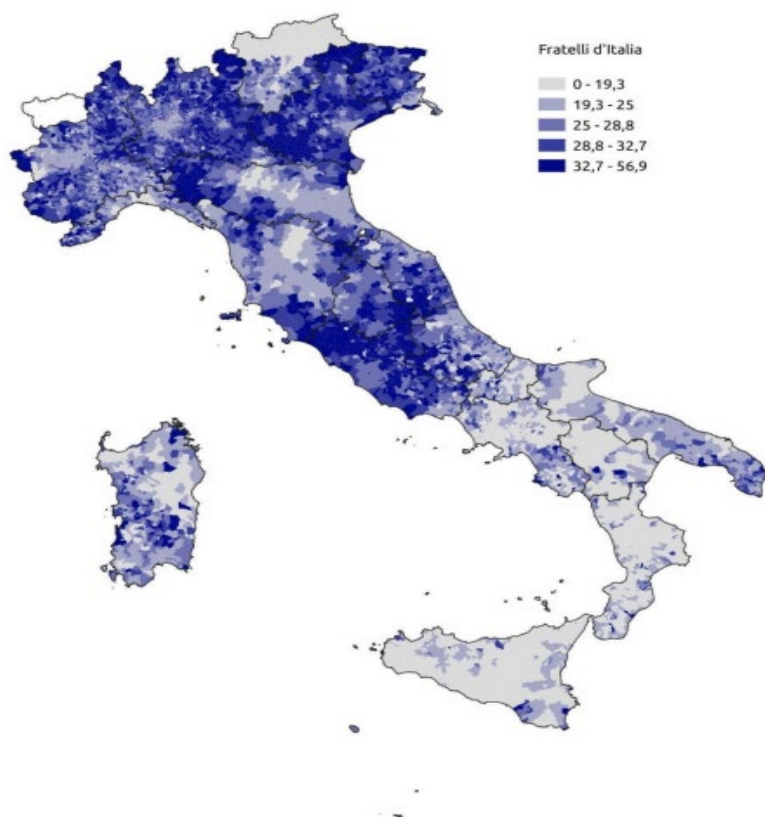 Fratelli d'Italia
0 - 19,3
19,3 - 25
25 - 28,8
28,8 - 32,7
32,7 - 56,9